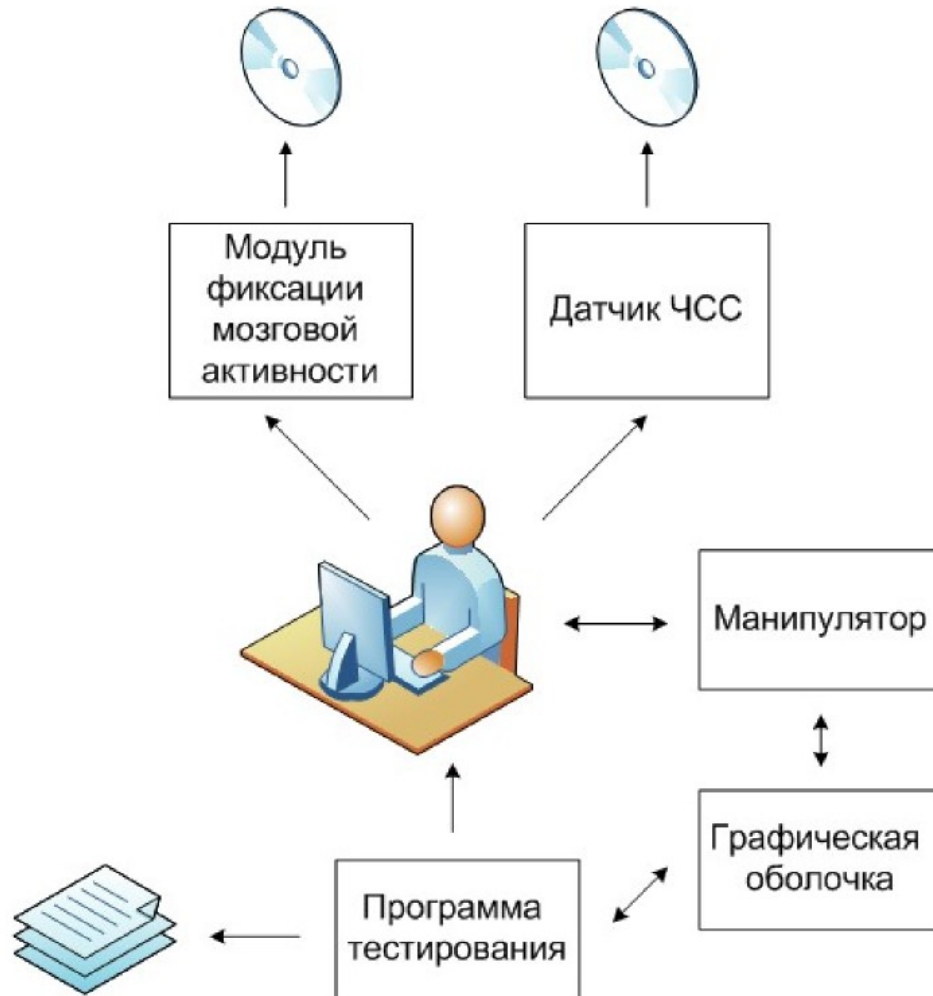 Модуль
фиксации
мозговой
активности
Датчик ЧСС
Манипулятор
Графическая
оболочка
Программа
тестирования